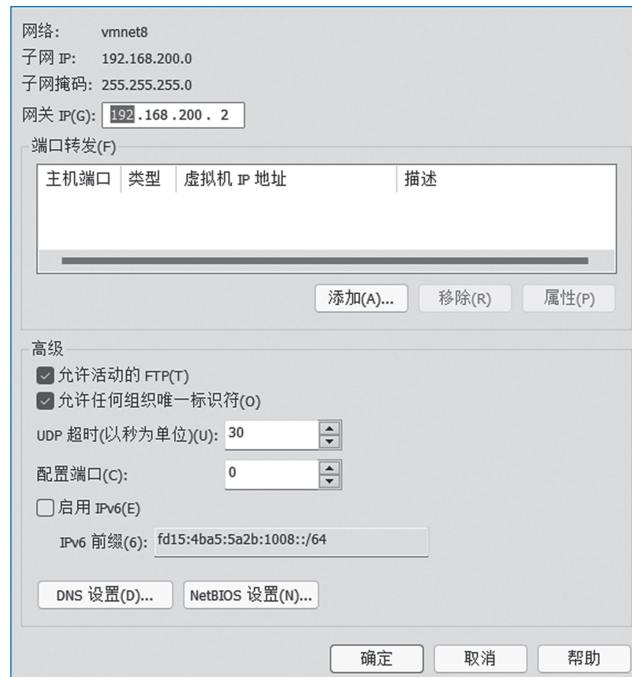 网络: vmnet8
子网 IP: 192.168.200.0
子网掩码: 255.255.255.0
网关 IP(G): 192.168.200.2
端口转发(F)
主机端口 类型 虚拟机 IP 地址 描述
添加(A)... 移除(R) 属性(P)
高级
允许活动的 FTP(T)
允许任何组织唯一标识符(O)
UDP 超时(以秒为单位)(U): 30
配置端口(C): 0
启用 IPv6(E)
IPv6 前缀(6): fd15:4ba5:5a2b:1008::/64
DNS 设置(D)... NetBIOS 设置(N)...
确定 取消 帮助